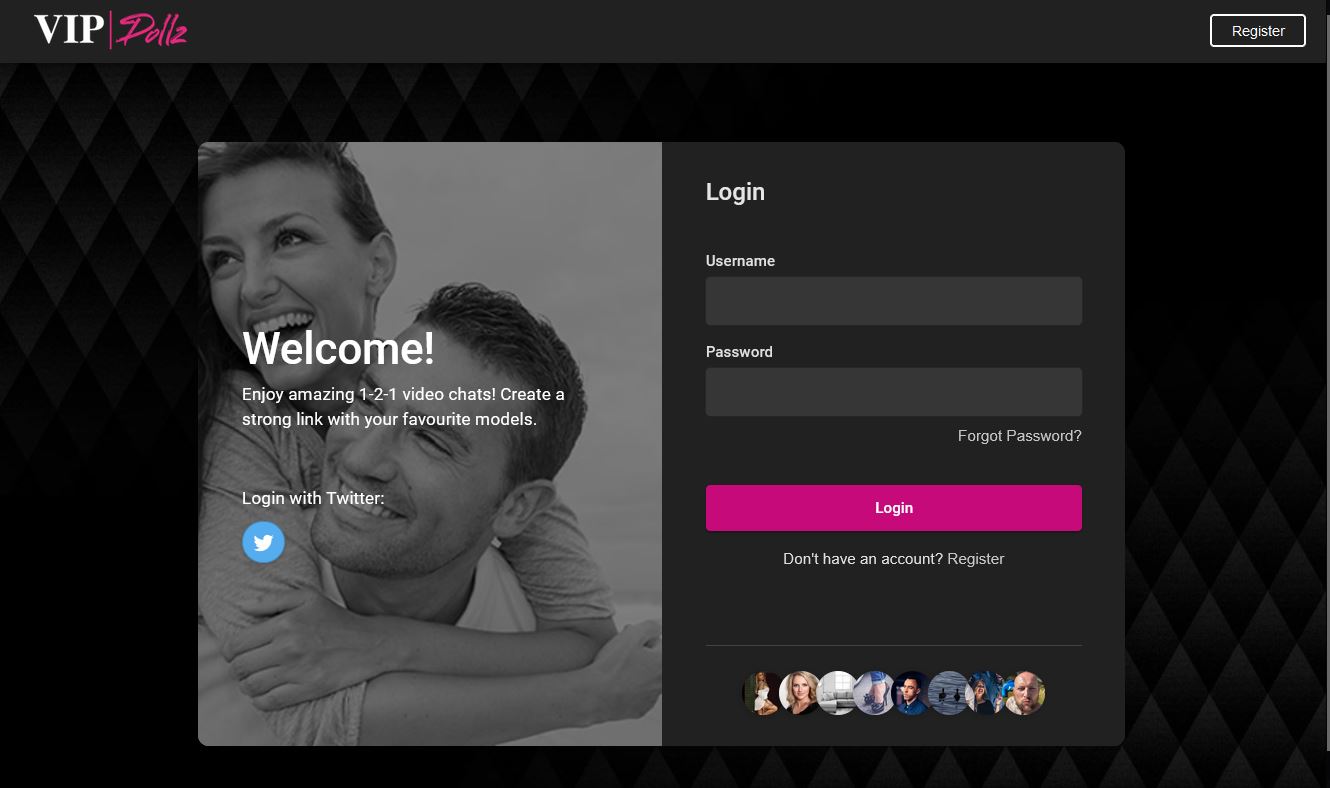 VIP Dollz
Register
Welcome!
Enjoy amazing 1-2-1 video chats! Create a
strong link with your favourite models.
Login with Twitter:
Login
Username
Password
Forgot Password?
Login
Don't have an account? Register